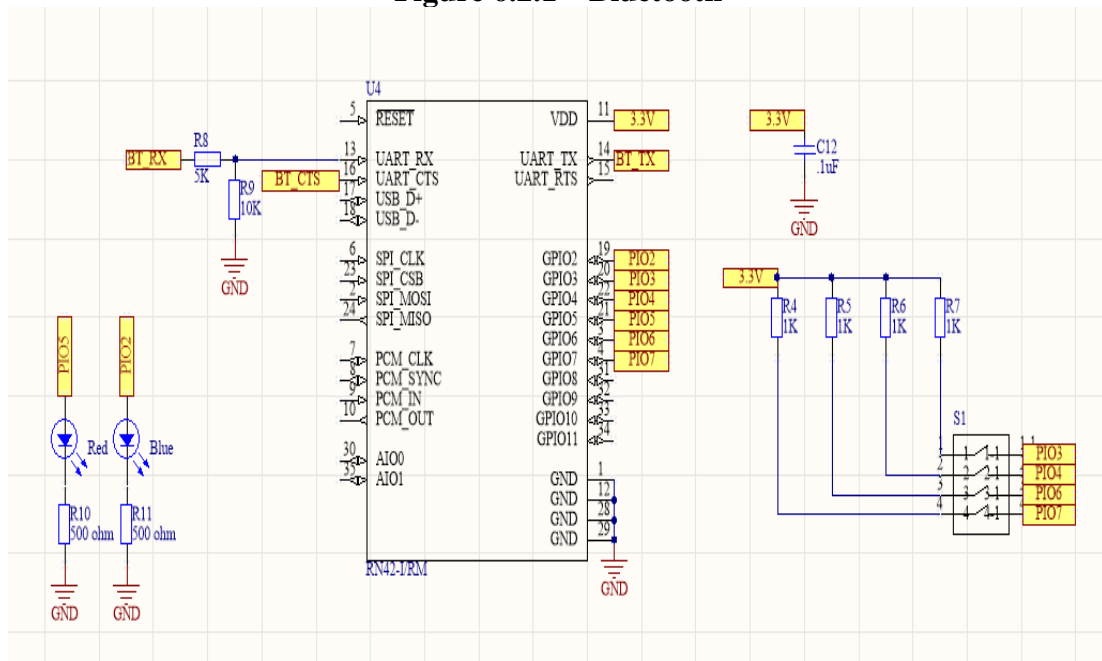 U4
5 RESET
VDD 11 3.3V
3.3V
C12
.1uF
GND
BT_RX
R8
5K
R9
10K
GND
13 UART_RX
BT_CTS 16 UART_CTS
17 USB_D+
18 USB_D-
UART_TX 14 BT_TX
UART_RTS 15
6 SPI_CLK
23 SPI_CSB
2 SPI_MOSI
24 SPI_MISO
7 PCM_CLK
8 PCM_SYNC
9 PCM_IN
10 PCM_OUT
30 AIO0
35 AIO1
GPIO2 19 PIO2
GPIO3 20 PIO3
GPIO4 22 PIO4
GPIO5 21 PIO5
GPIO6 3 PIO6
GPIO7 4 PIO7
GPIO8 31
GPIO9 32
GPIO10 33
GPIO11 34
GND 1
GND 12
GND 28
GND 29
GND
RN42-I/RM
PIO5
PIO2
Red
Blue
R10
500 ohm
R11
500 ohm
GND
GND
3.3V
R4
1K
R5
1K
R6
1K
R7
1K
S1
1 PIO3
2 PIO4
3 PIO6
4 PIO7